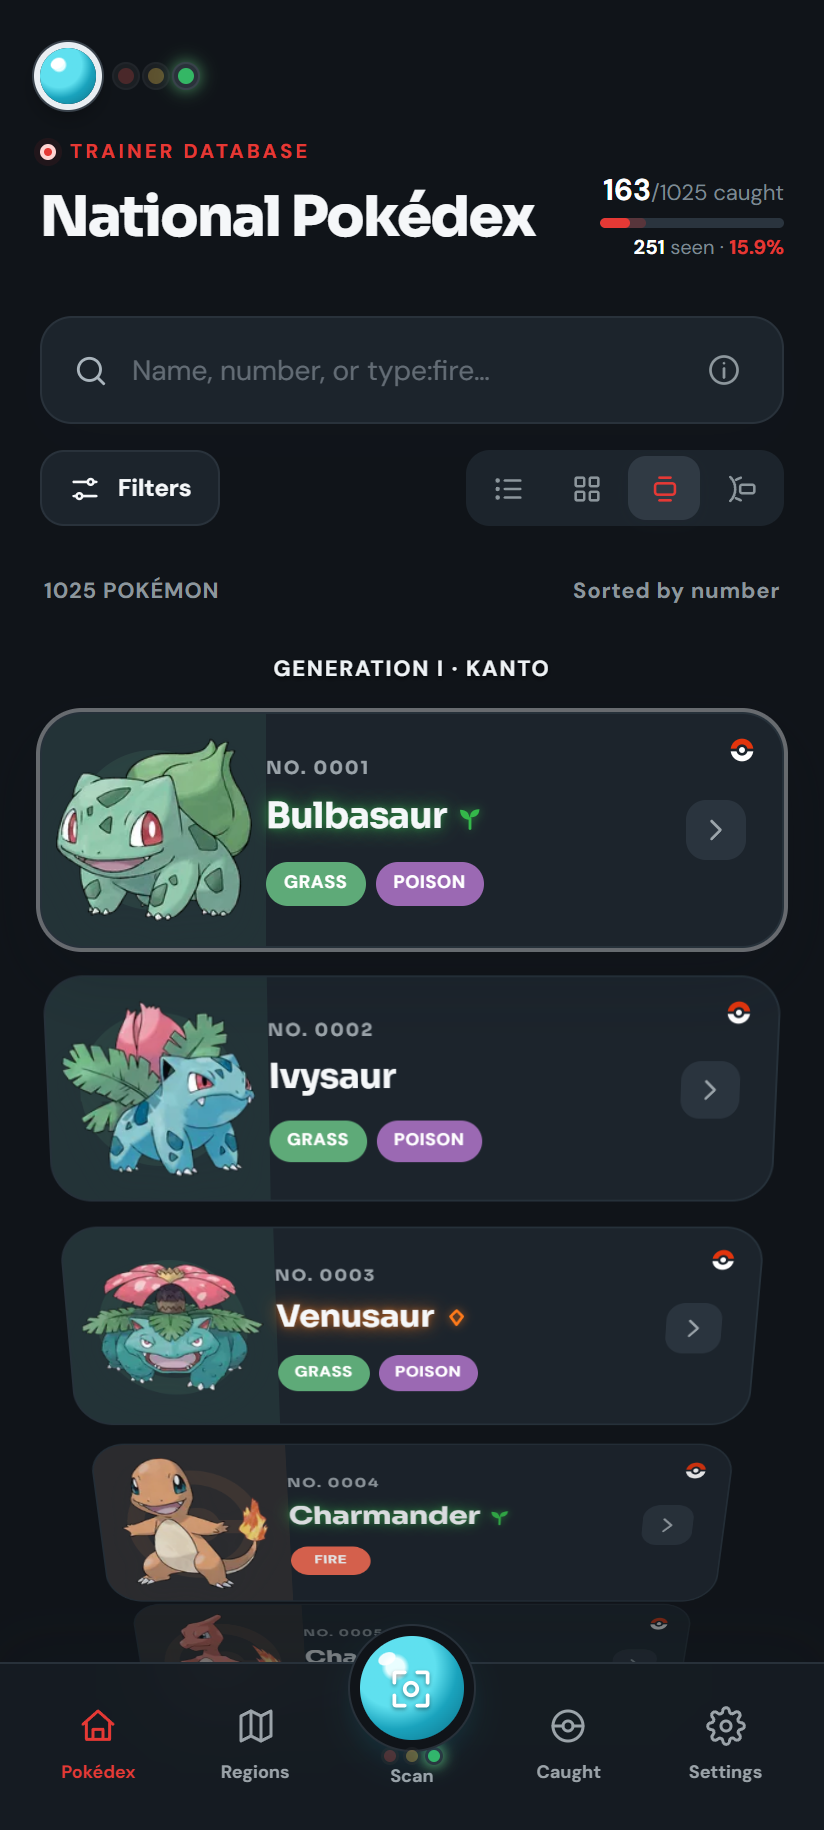 TRAINER DATABASE
National Pokédex
163/1025 caught
251 seen · 15.9%
Name, number, or type:fire...
Filters
1025 POKÉMON
Sorted by number
GENERATION I · KANTO
NO. 0001
Bulbasaur
GRASS POISON
NO. 0002
Ivysaur
GRASS POISON
NO. 0003
Venusaur
GRASS POISON
NO. 0004
Charmander
FIRE
NO. 0005
Pokédex
Regions
Scan
Caught
Settings